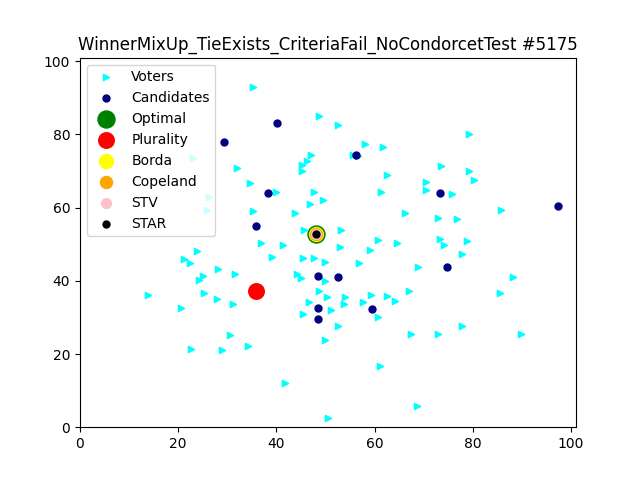 WinnerMixUp_TieExists_CriteriaFail_NoCondorcetTest #5175
100
80
60
40
20
0
Voters
Candidates
Optimal
Plurality
Borda
Copeland
STV
STAR
0 20 40 60 80 100